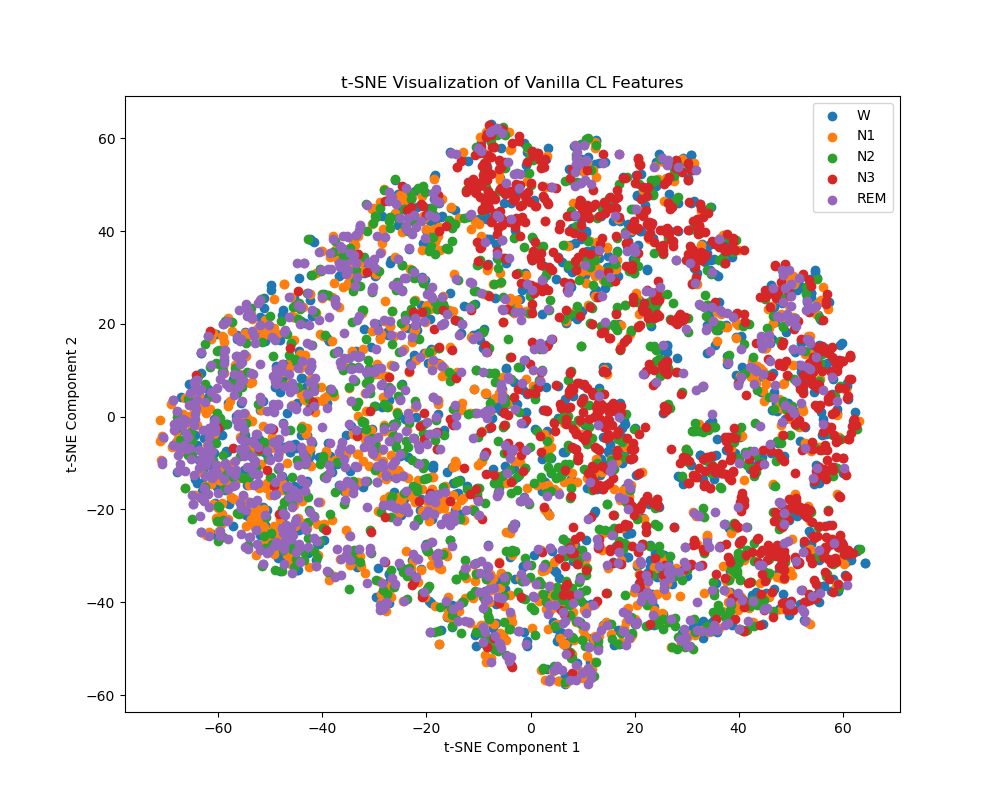 t-SNE Visualization of Vanilla CL Features
W
N1
N2
N3
REM
60
40
20
0
−20
−40
−60
t-SNE Component 2
−60
−40
−20
0
20
40
60
t-SNE Component 1